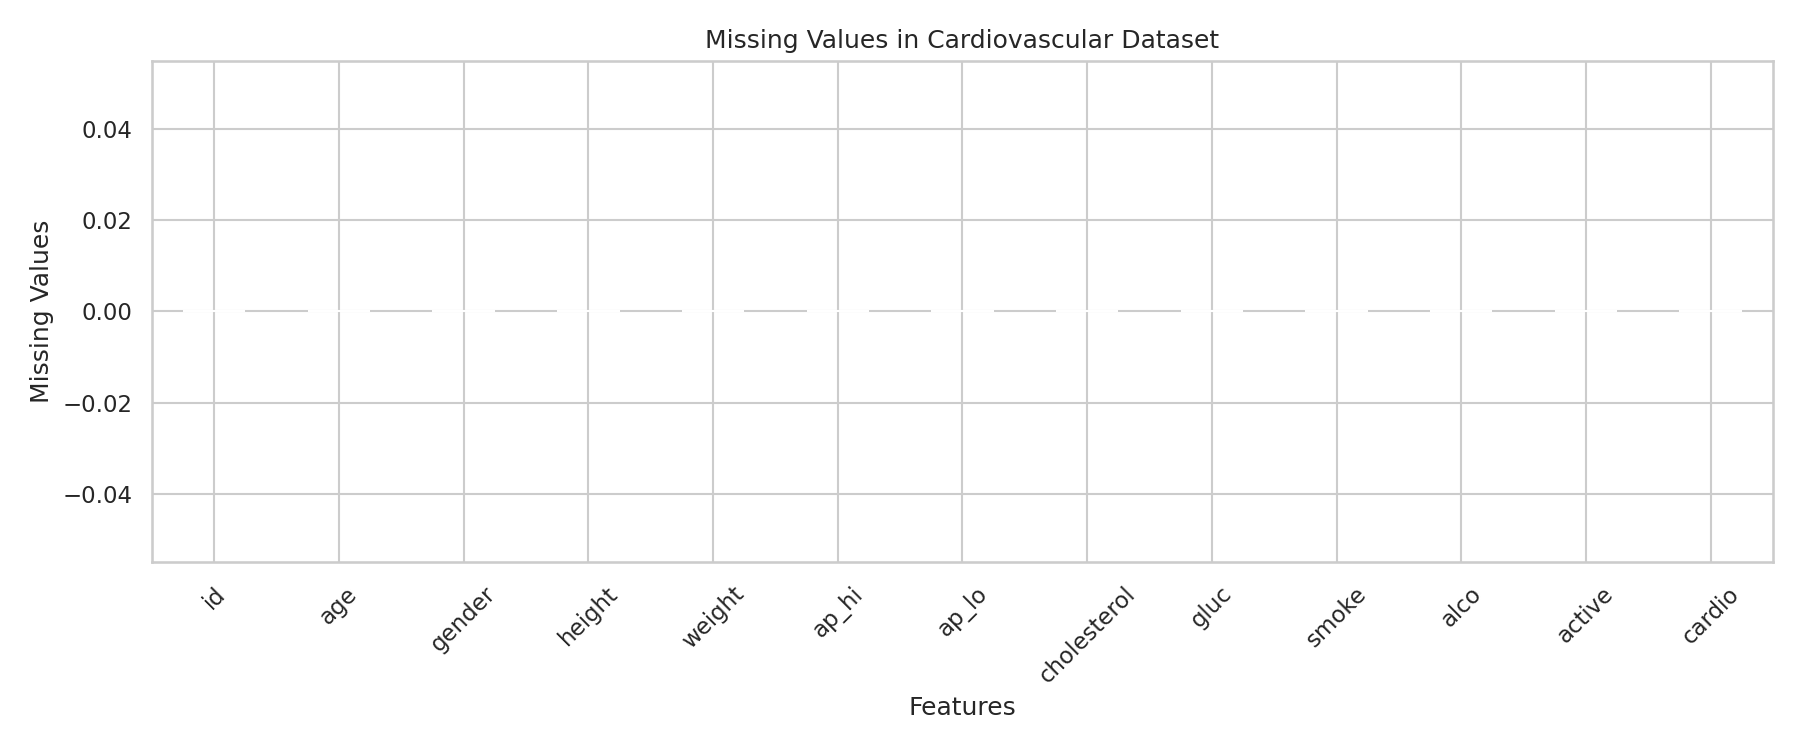 Missing Values in Cardiovascular Dataset
Missing Values
0.04
0.02
0.00
−0.02
−0.04
id
age
gender
height
weight
ap_hi
ap_lo
cholesterol
gluc
smoke
alco
active
cardio
Features